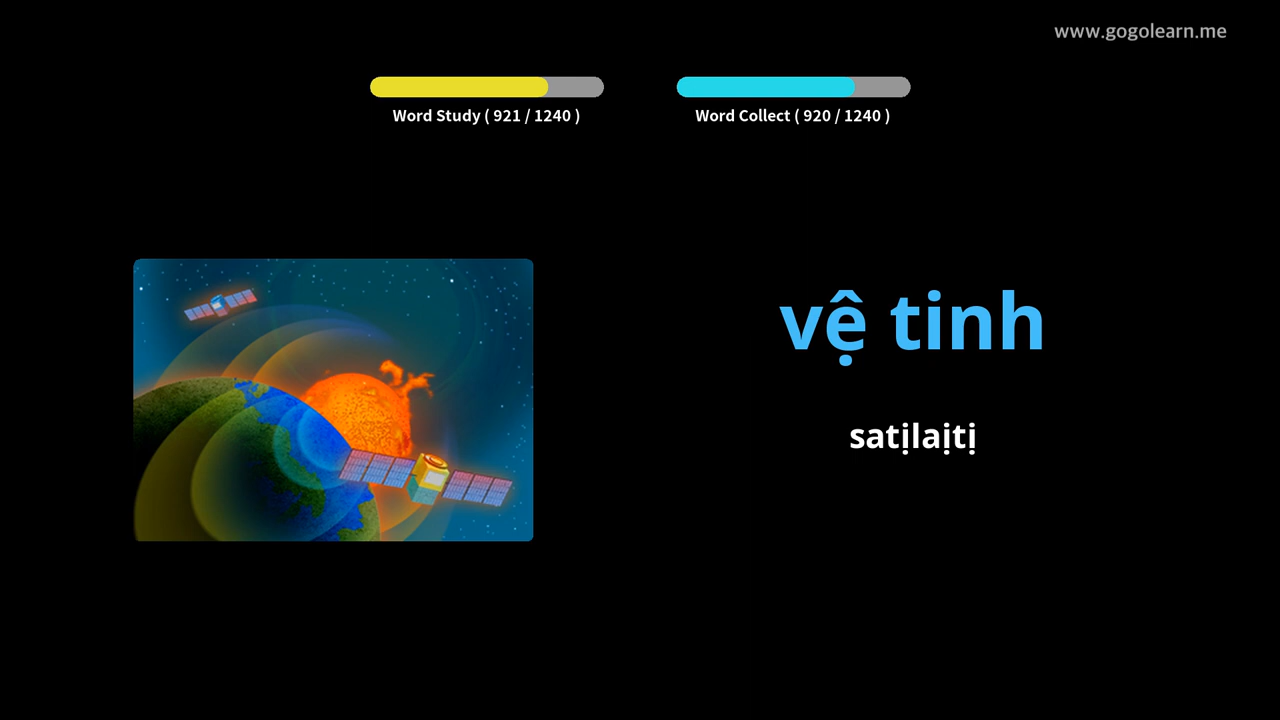 www.gogolearn.me
Word Study ( 921 / 1240 )
Word Collect ( 920 / 1240 )
vệ tinh
satịlaịtị